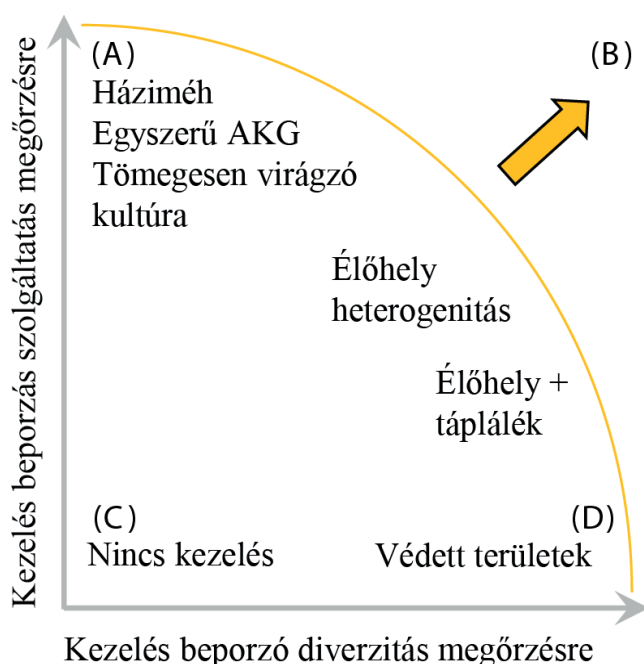 Kezelés beporzás szolgáltatás megőrzésre
(A)
Háziméh
Egyszerű AKG
Tömegesen virágzó
kultúra
(B)
Élőhely
heterogenitás
Élőhely +
táplálék
(C)
Nincs kezelés
(D)
Védett területek
Kezelés beporzó diverzitás megőrzésre